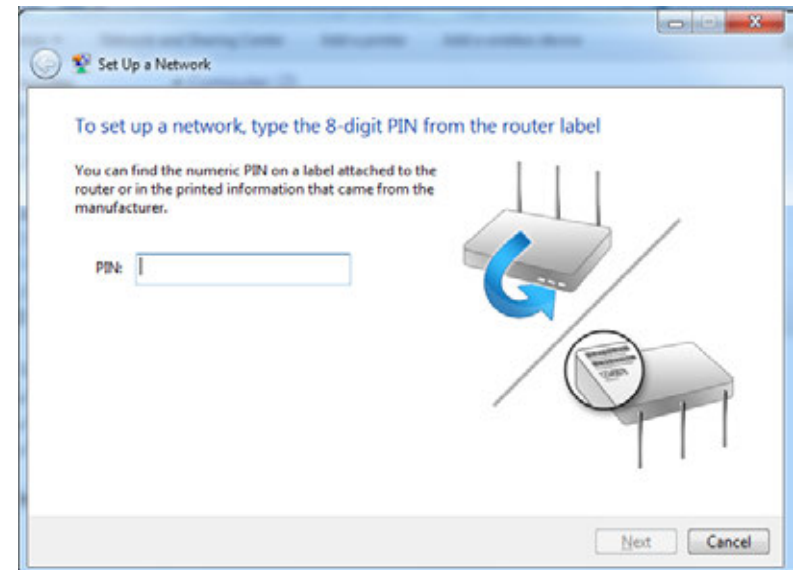 Set Up a Network
To set up a network, type the 8-digit PIN from the router label
You can find the numeric PIN on a label attached to the
router or in the printed information that came from the
manufacturer.
PIN:
Next
Cancel